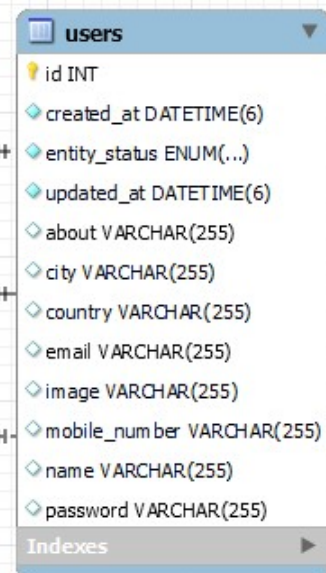 users
id INT
created_at DATETIME(6)
entity_status ENUM(...)
updated_at DATETIME(6)
about VARCHAR(255)
city VARCHAR(255)
country VARCHAR(255)
email VARCHAR(255)
image VARCHAR(255)
mobile_number VARCHAR(255)
name VARCHAR(255)
password VARCHAR(255)
Indexes